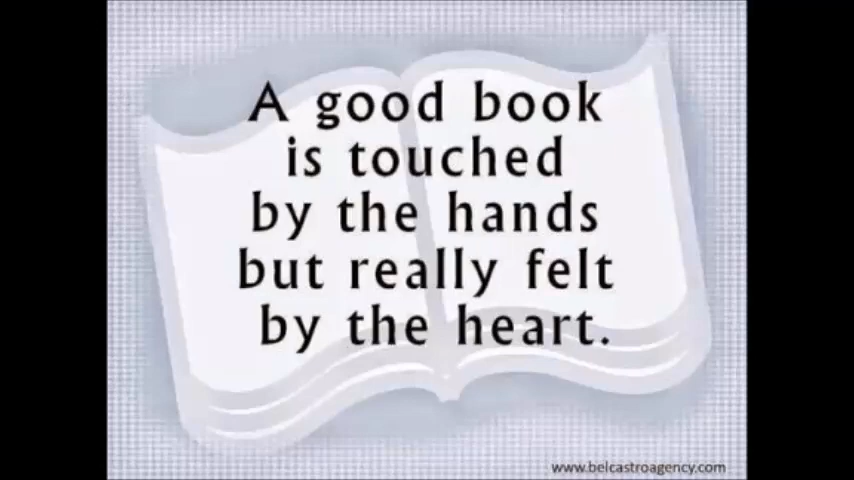 A good book
is touched
by the hands
but really felt
by the heart.
www.belcastroagency.com